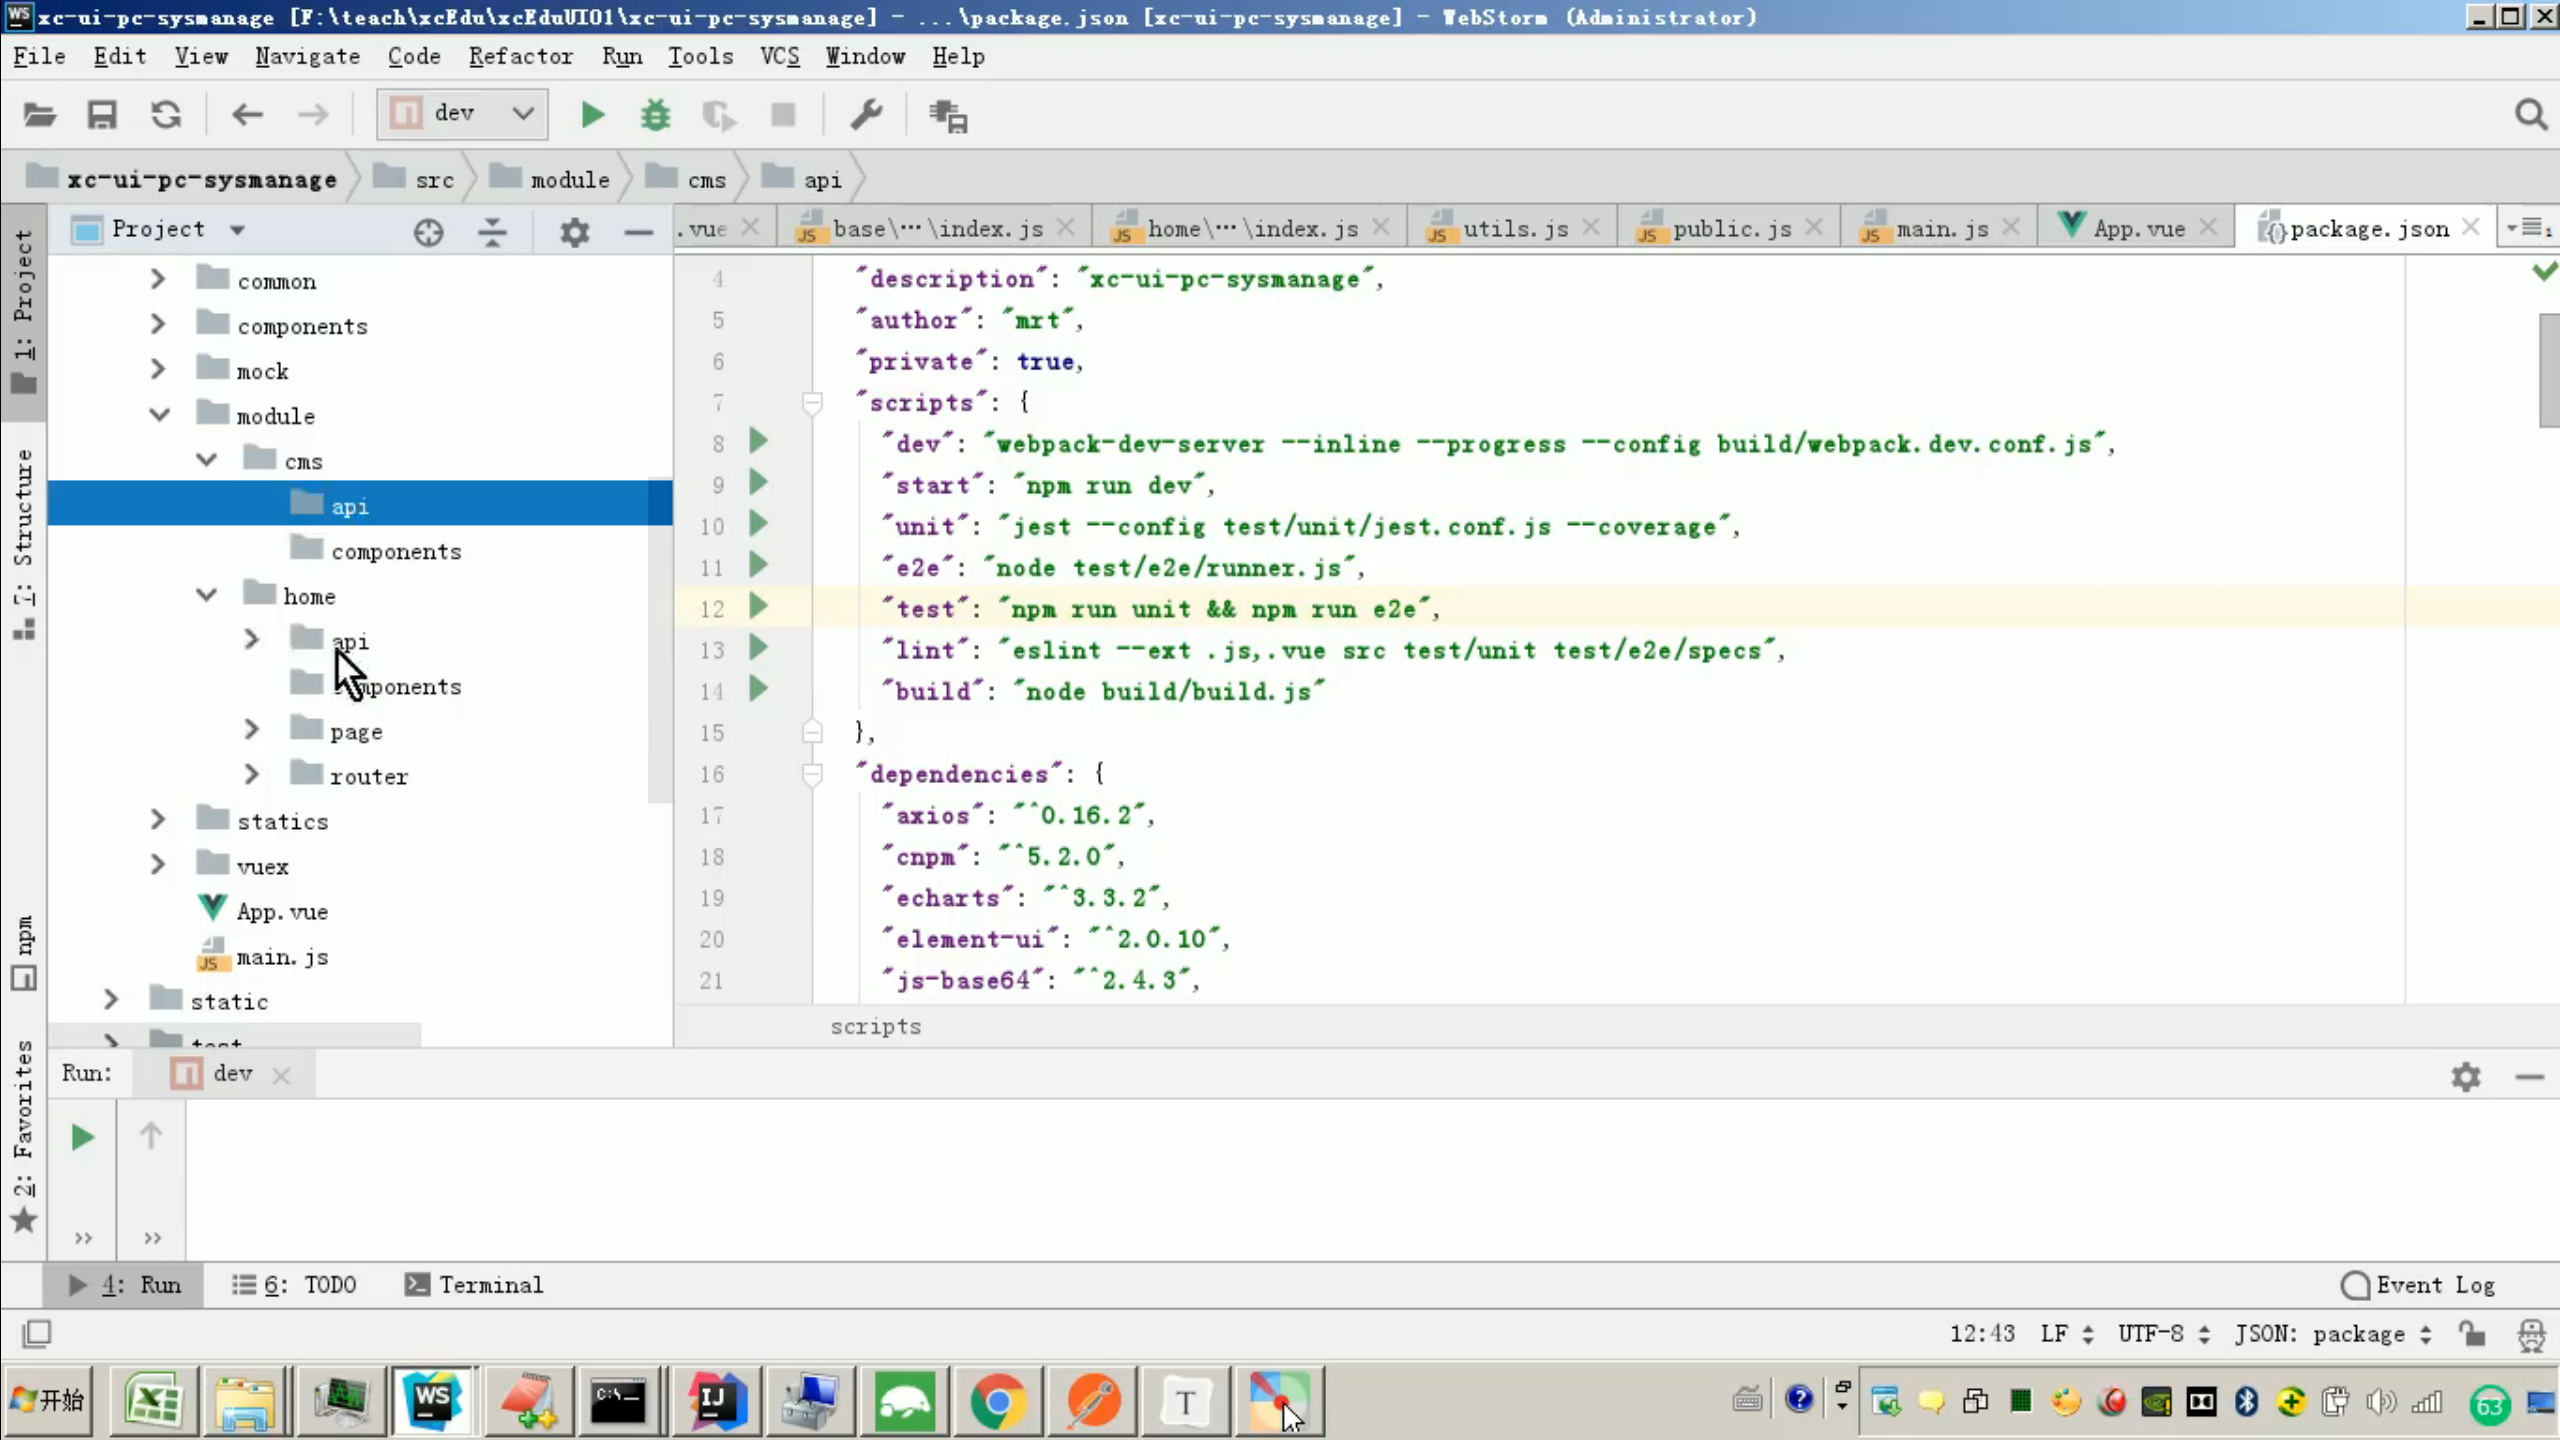 xc-ui-pc-sysmanage [F:\teach\xcEdu\xcEduUI01\xc-ui-pc-sysmanage] - ...\package.json [xc-ui-pc-sysmanage] - WebStorm (Administrator)
File Edit View Navigate Code Refactor Run Tools VCS Window Help
dev
xc-ui-pc-sysmanage src module cms api
Project
.vue base\…\index.js home\…\index.js utils.js public.js main.js App.vue package.json
1: Project
7: Structure
npm
2: Favorites
common
components
mock
module
cms
api
components
home
api
components
page
router
statics
vuex
App.vue
main.js
static
test
4 "description": "xc-ui-pc-sysmanage",
5 "author": "mrt",
6 "private": true,
7 "scripts": {
8 "dev": "webpack-dev-server --inline --progress --config build/webpack.dev.conf.js",
9 "start": "npm run dev",
10 "unit": "jest --config test/unit/jest.conf.js --coverage",
11 "e2e": "node test/e2e/runner.js",
12 "test": "npm run unit && npm run e2e",
13 "lint": "eslint --ext .js,.vue src test/unit test/e2e/specs",
14 "build": "node build/build.js"
15 },
16 "dependencies": {
17 "axios": "^0.16.2",
18 "cnpm": "^5.2.0",
19 "echarts": "^3.3.2",
20 "element-ui": "^2.0.10",
21 "js-base64": "^2.4.3",
scripts
Run: dev
4: Run 6: TODO Terminal Event Log
12:43 LF UTF-8 JSON: package
开始
63